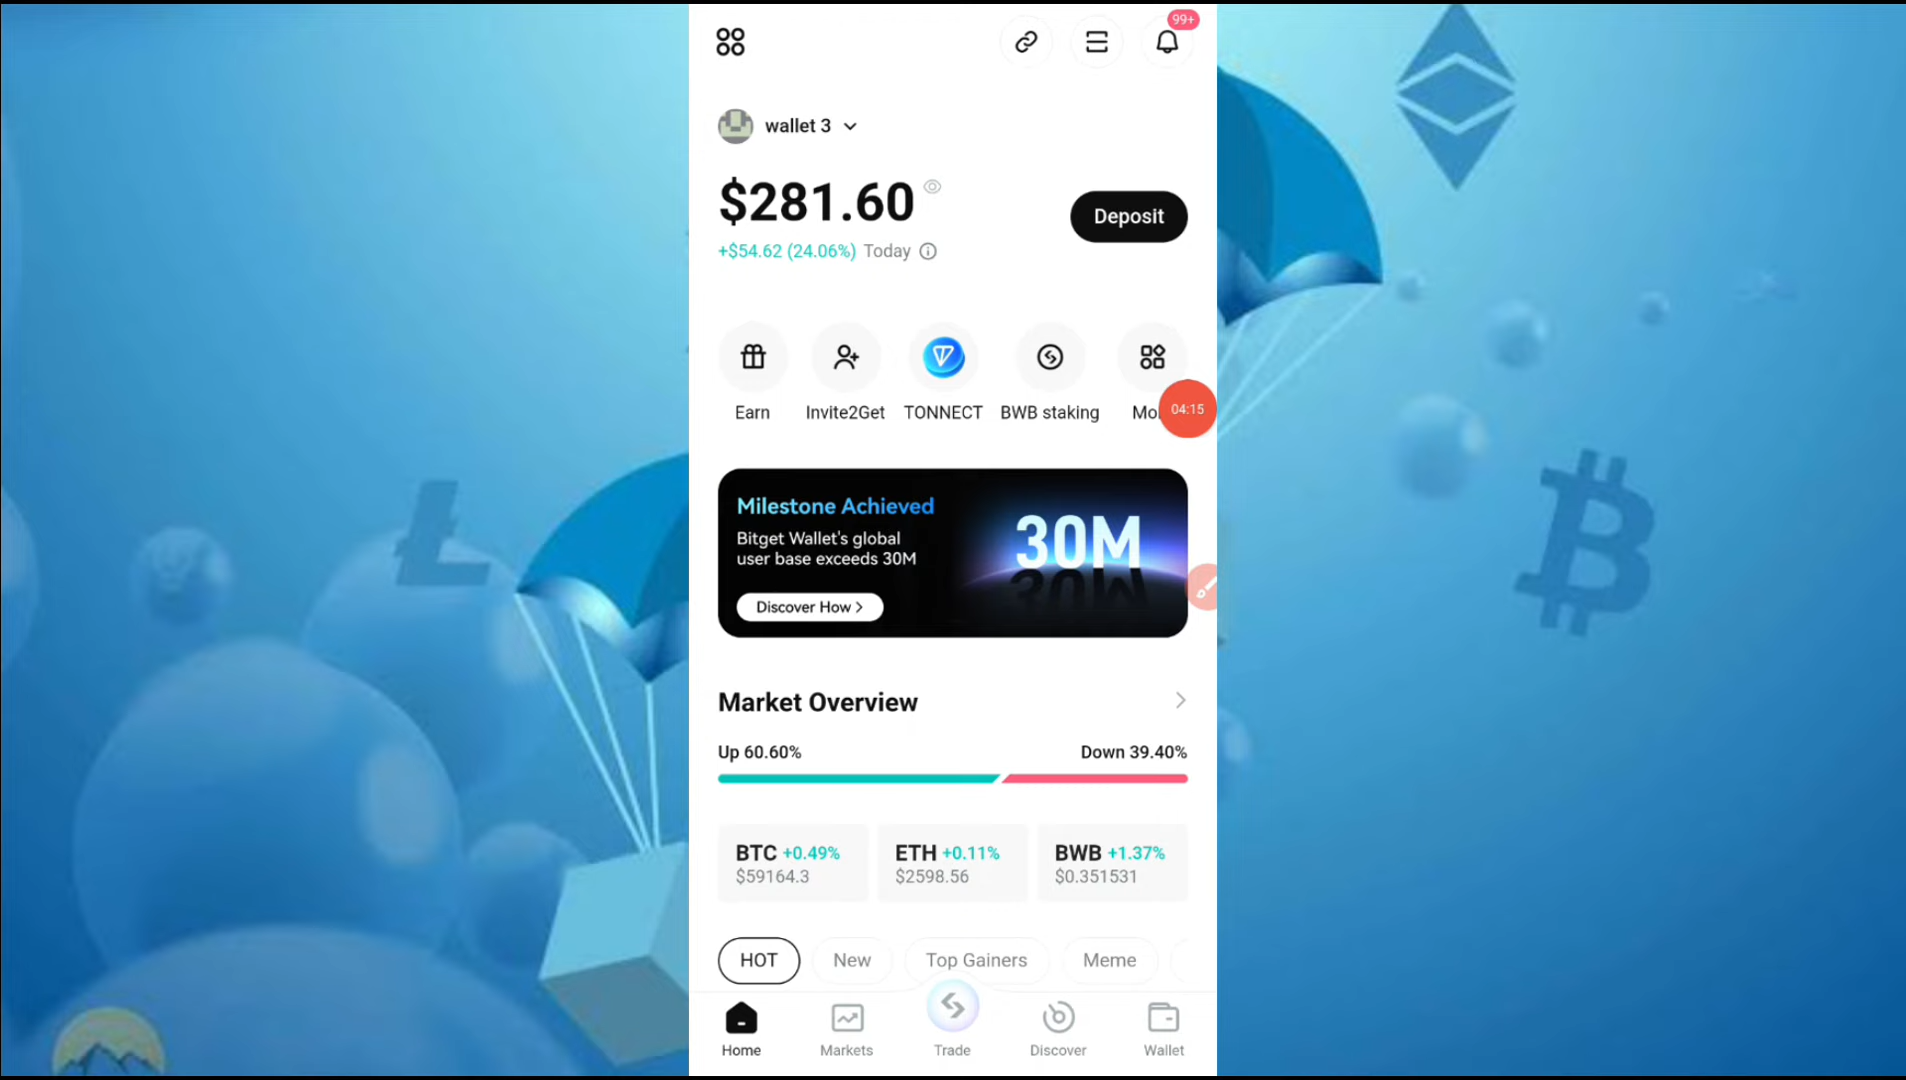 99+
wallet 3
$281.60
Deposit
+$54.62 (24.06%) Today
Earn
Invite2Get
TONNECT
BWB staking
04:15
Milestone Achieved
Bitget Wallet's global
user base exceeds 30M
30M
Discover How >
Market Overview
Up 60.60%
Down 39.40%
BTC +0.49%
$59164.3
ETH +0.11%
$2598.56
BWB +1.37%
$0.351531
HOT
New
Top Gainers
Meme
Home
Markets
Trade
Discover
Wallet